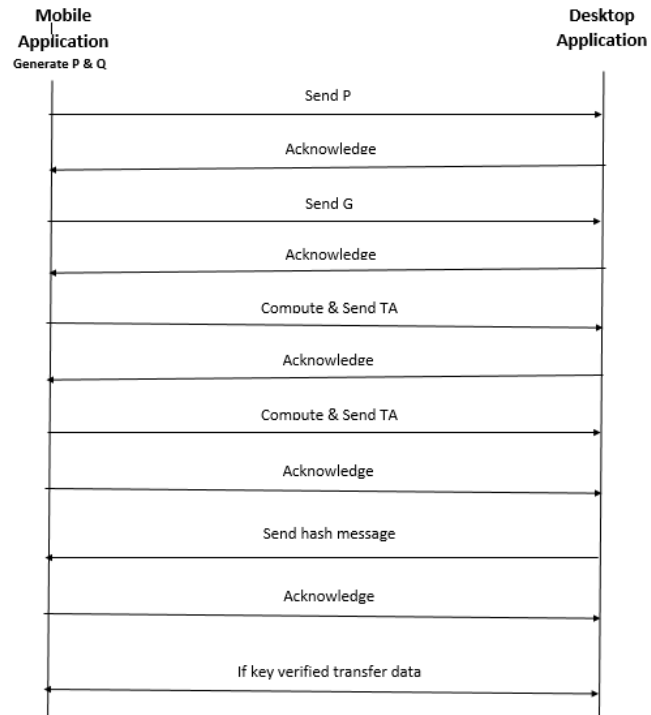 Mobile
Application
Generate P & Q
Desktop
Application
Send P
Acknowledge
Send G
Acknowledge
Compute & Send TA
Acknowledge
Compute & Send TA
Acknowledge
Send hash message
Acknowledge
If key verified transfer data